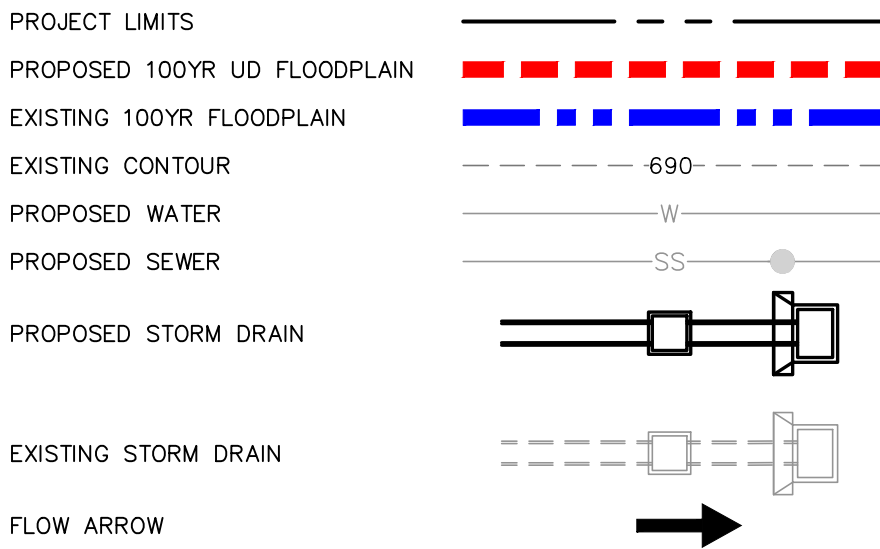 PROJECT LIMITS
PROPOSED 100YR UD FLOODPLAIN
EXISTING 100YR FLOODPLAIN
EXISTING CONTOUR 690
PROPOSED WATER W
PROPOSED SEWER SS
PROPOSED STORM DRAIN
EXISTING STORM DRAIN
FLOW ARROW